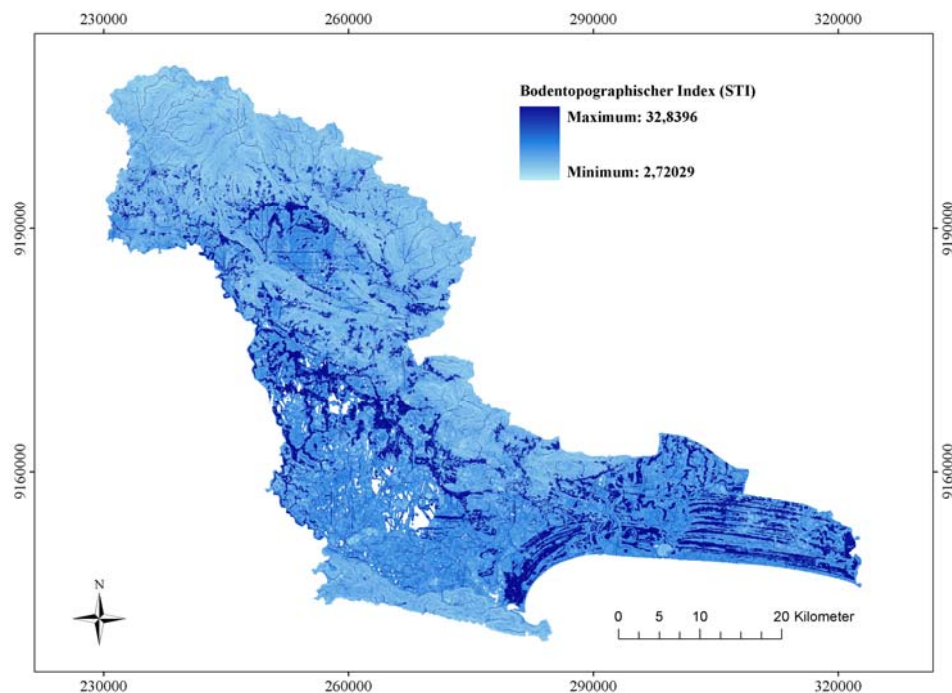 230000 260000 290000 320000
Bodentopographischer Index (STI)
Maximum: 32,8396
Minimum: 2,72029
9190000 9190000
9160000 9160000
N
0 5 10 20 Kilometer
230000 260000 290000 320000